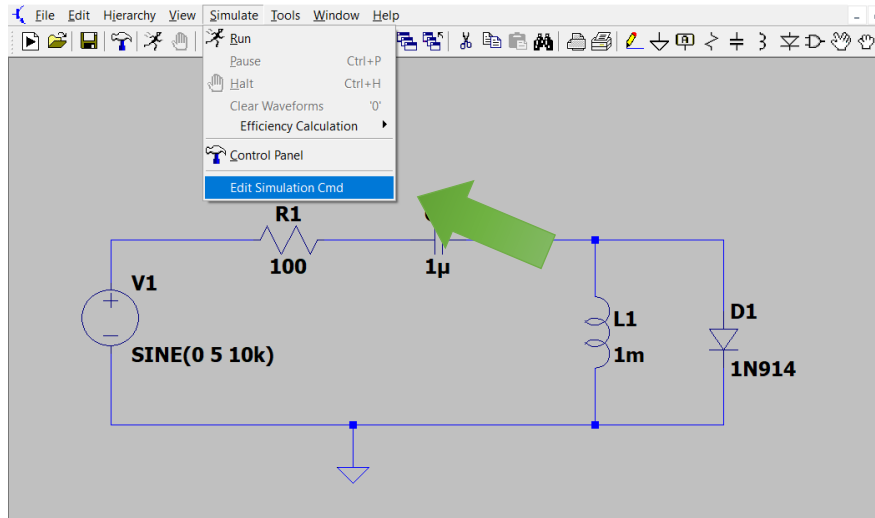 File Edit Hierarchy View Simulate Tools Window Help
Run
Pause Ctrl+P
Halt Ctrl+H
Clear Waveforms '0'
Efficiency Calculation
Control Panel
Edit Simulation Cmd
R1
100
1µ
V1
SINE(0 5 10k)
L1
1m
D1
1N914